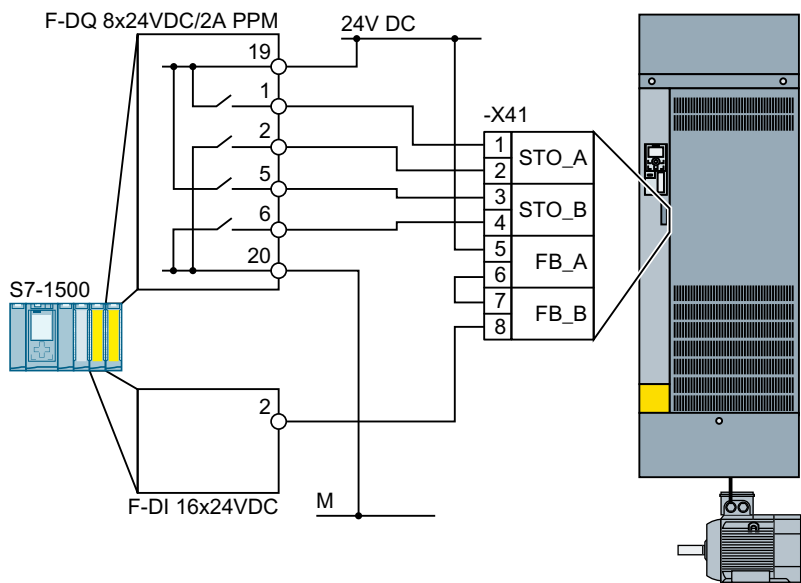 F-DQ 8x24VDC/2A PPM
24V DC
19
1
2
5
6
20
-X41
1
2
STO_A
3
4
STO_B
5
6
FB_A
7
8
FB_B
S7-1500
2
F-DI 16x24VDC
M